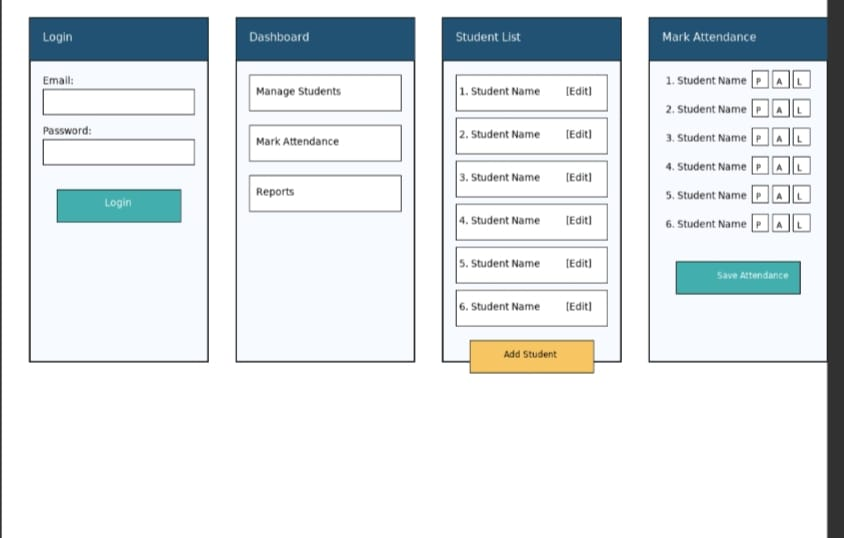 Login
Email:
Password:
Login
Dashboard
Manage Students
Mark Attendance
Reports
Student List
1. Student Name [Edit]
2. Student Name [Edit]
3. Student Name [Edit]
4. Student Name [Edit]
5. Student Name [Edit]
6. Student Name [Edit]
Add Student
Mark Attendance
1. Student Name P A L
2. Student Name P A L
3. Student Name P A L
4. Student Name P A L
5. Student Name P A L
6. Student Name P A L
Save Attendance